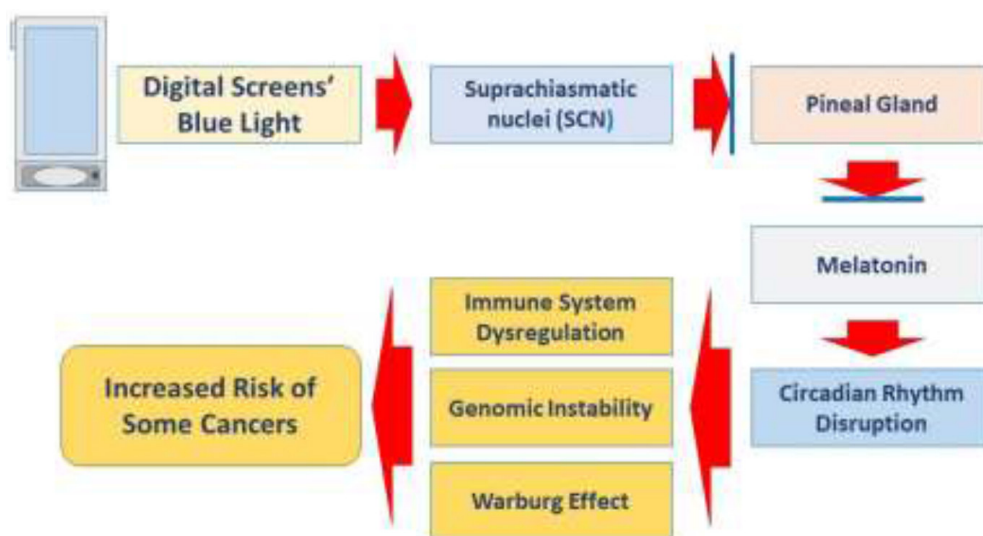 Digital Screens'
Blue Light
Suprachiasmatic
nuclei (SCN)
Pineal Gland
Melatonin
Circadian Rhythm
Disruption
Immune System
Dysregulation
Genomic Instability
Warburg Effect
Increased Risk of
Some Cancers